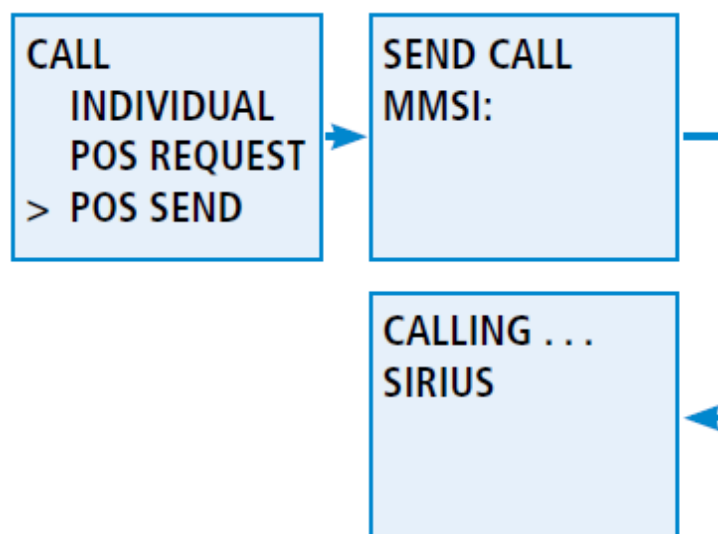 CALL
INDIVIDUAL
POS REQUEST
> POS SEND
SEND CALL
MMSI:
CALLING . . .
SIRIUS